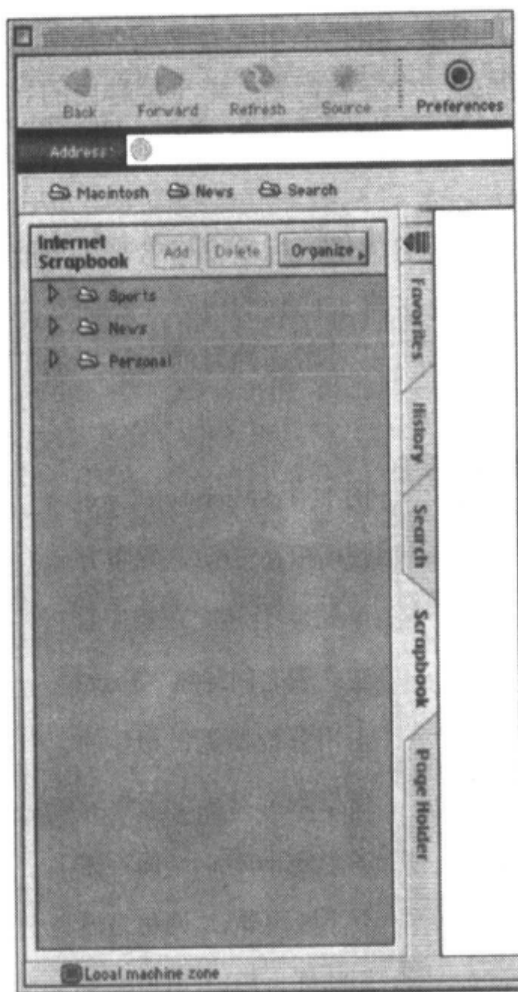 Back Forward Refresh Source Preferences
Address:
Macintosh News Search
Internet Scrapbook Add Delete Organize
Sports
News
Personal
Favorites
History
Search
Scrapbook
Page Holder
Local machine zone